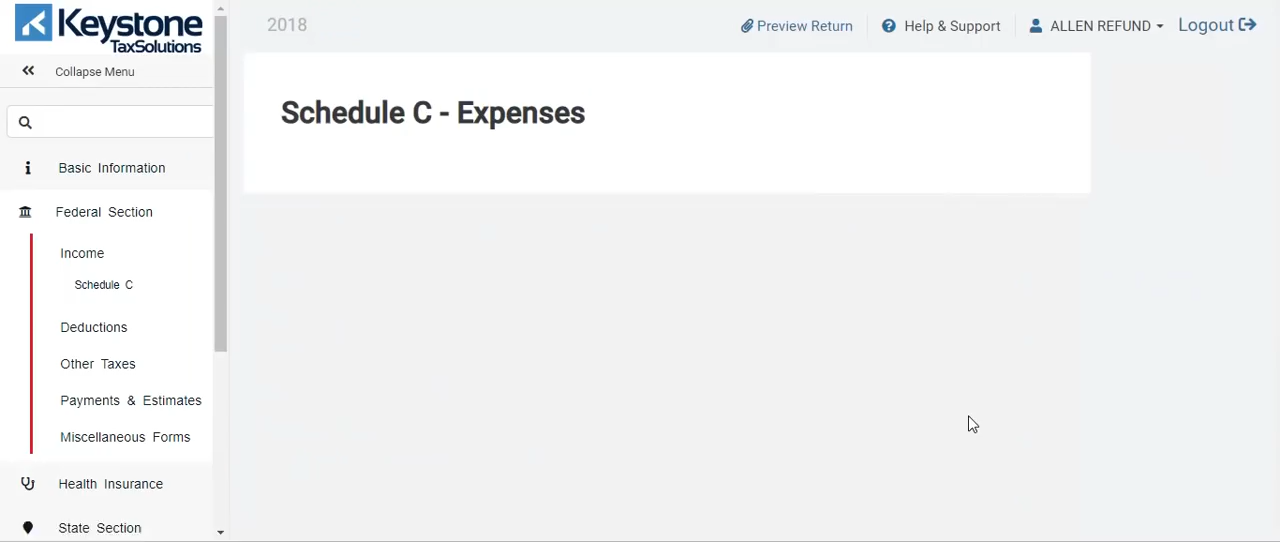 Keystone
TaxSolutions
2018
Preview Return
Help & Support
ALLEN REFUND
Logout
Collapse Menu
Schedule C - Expenses
Basic Information
Federal Section
Income
Schedule C
Deductions
Other Taxes
Payments & Estimates
Miscellaneous Forms
Health Insurance
State Section